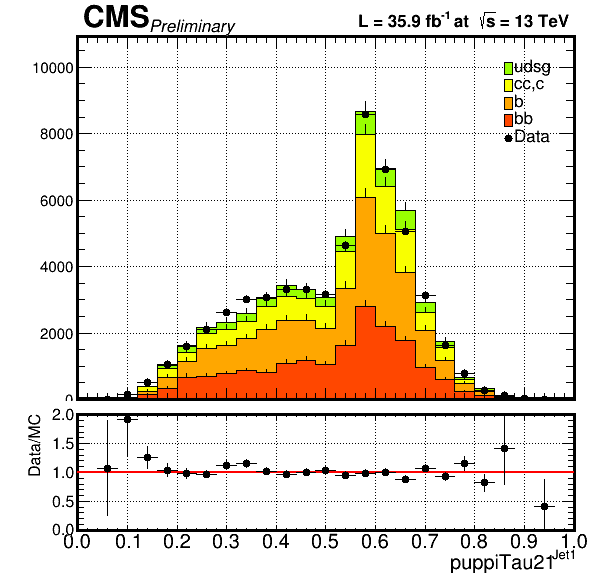 CMS Preliminary L = 35.9 fb⁻¹ at √s = 13 TeV
10000
8000
6000
4000
2000
0
udsg
cc,c
b
bb
Data
Data/MC
2.0
1.5
1.0
0.5
0.0
0.0 0.1 0.2 0.3 0.4 0.5 0.6 0.7 0.8 0.9 1.0
puppiTau21^Jet1